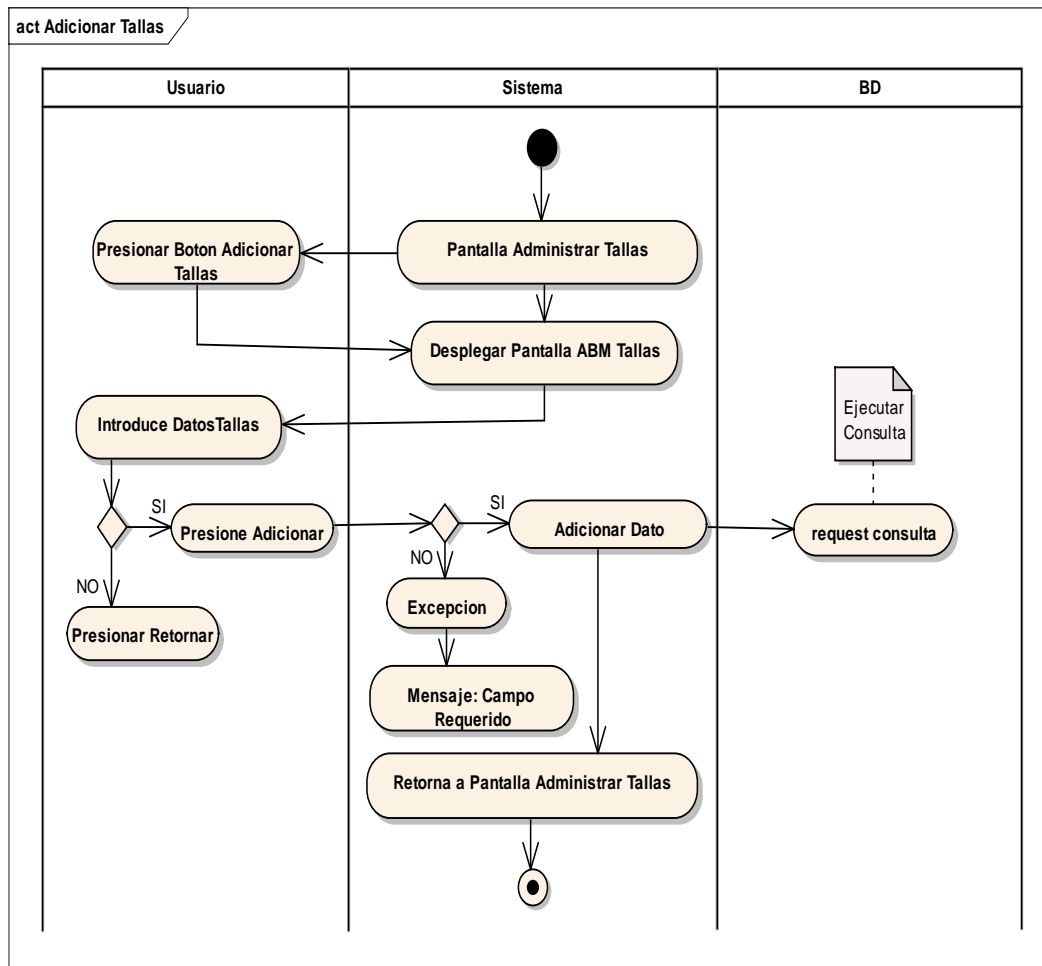 act Adicionar Tallas
Usuario
Sistema
BD
Presionar Boton Adicionar
Tallas
Pantalla Administrar Tallas
Desplegar Pantalla ABM Tallas
Ejecutar
Consulta
Introduce DatosTallas
SI
Presione Adicionar
SI
Adicionar Dato
request consulta
NO
NO
Excepcion
Presionar Retornar
Mensaje: Campo
Requerido
Retorna a Pantalla Administrar Tallas